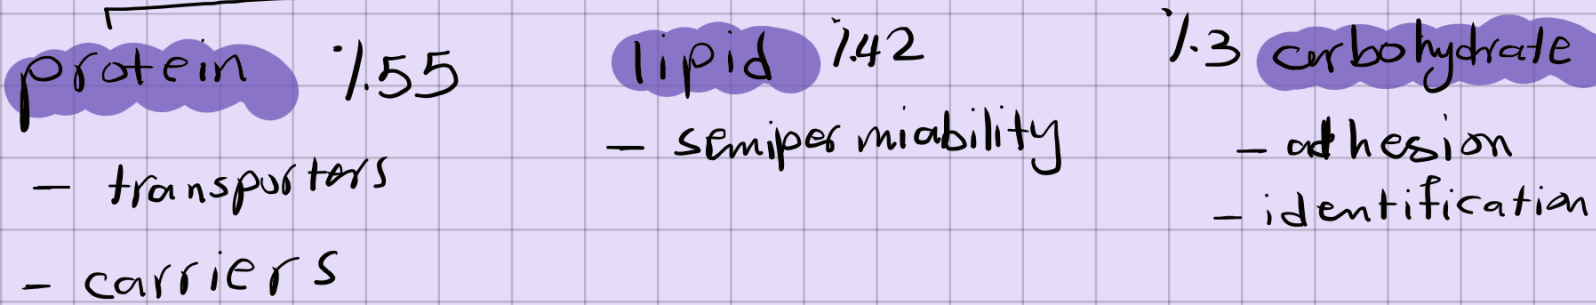 protein %55
- transporters
- carriers
lipid %42
- semipermiability
%3 carbohydrate
- adhesion
- identification